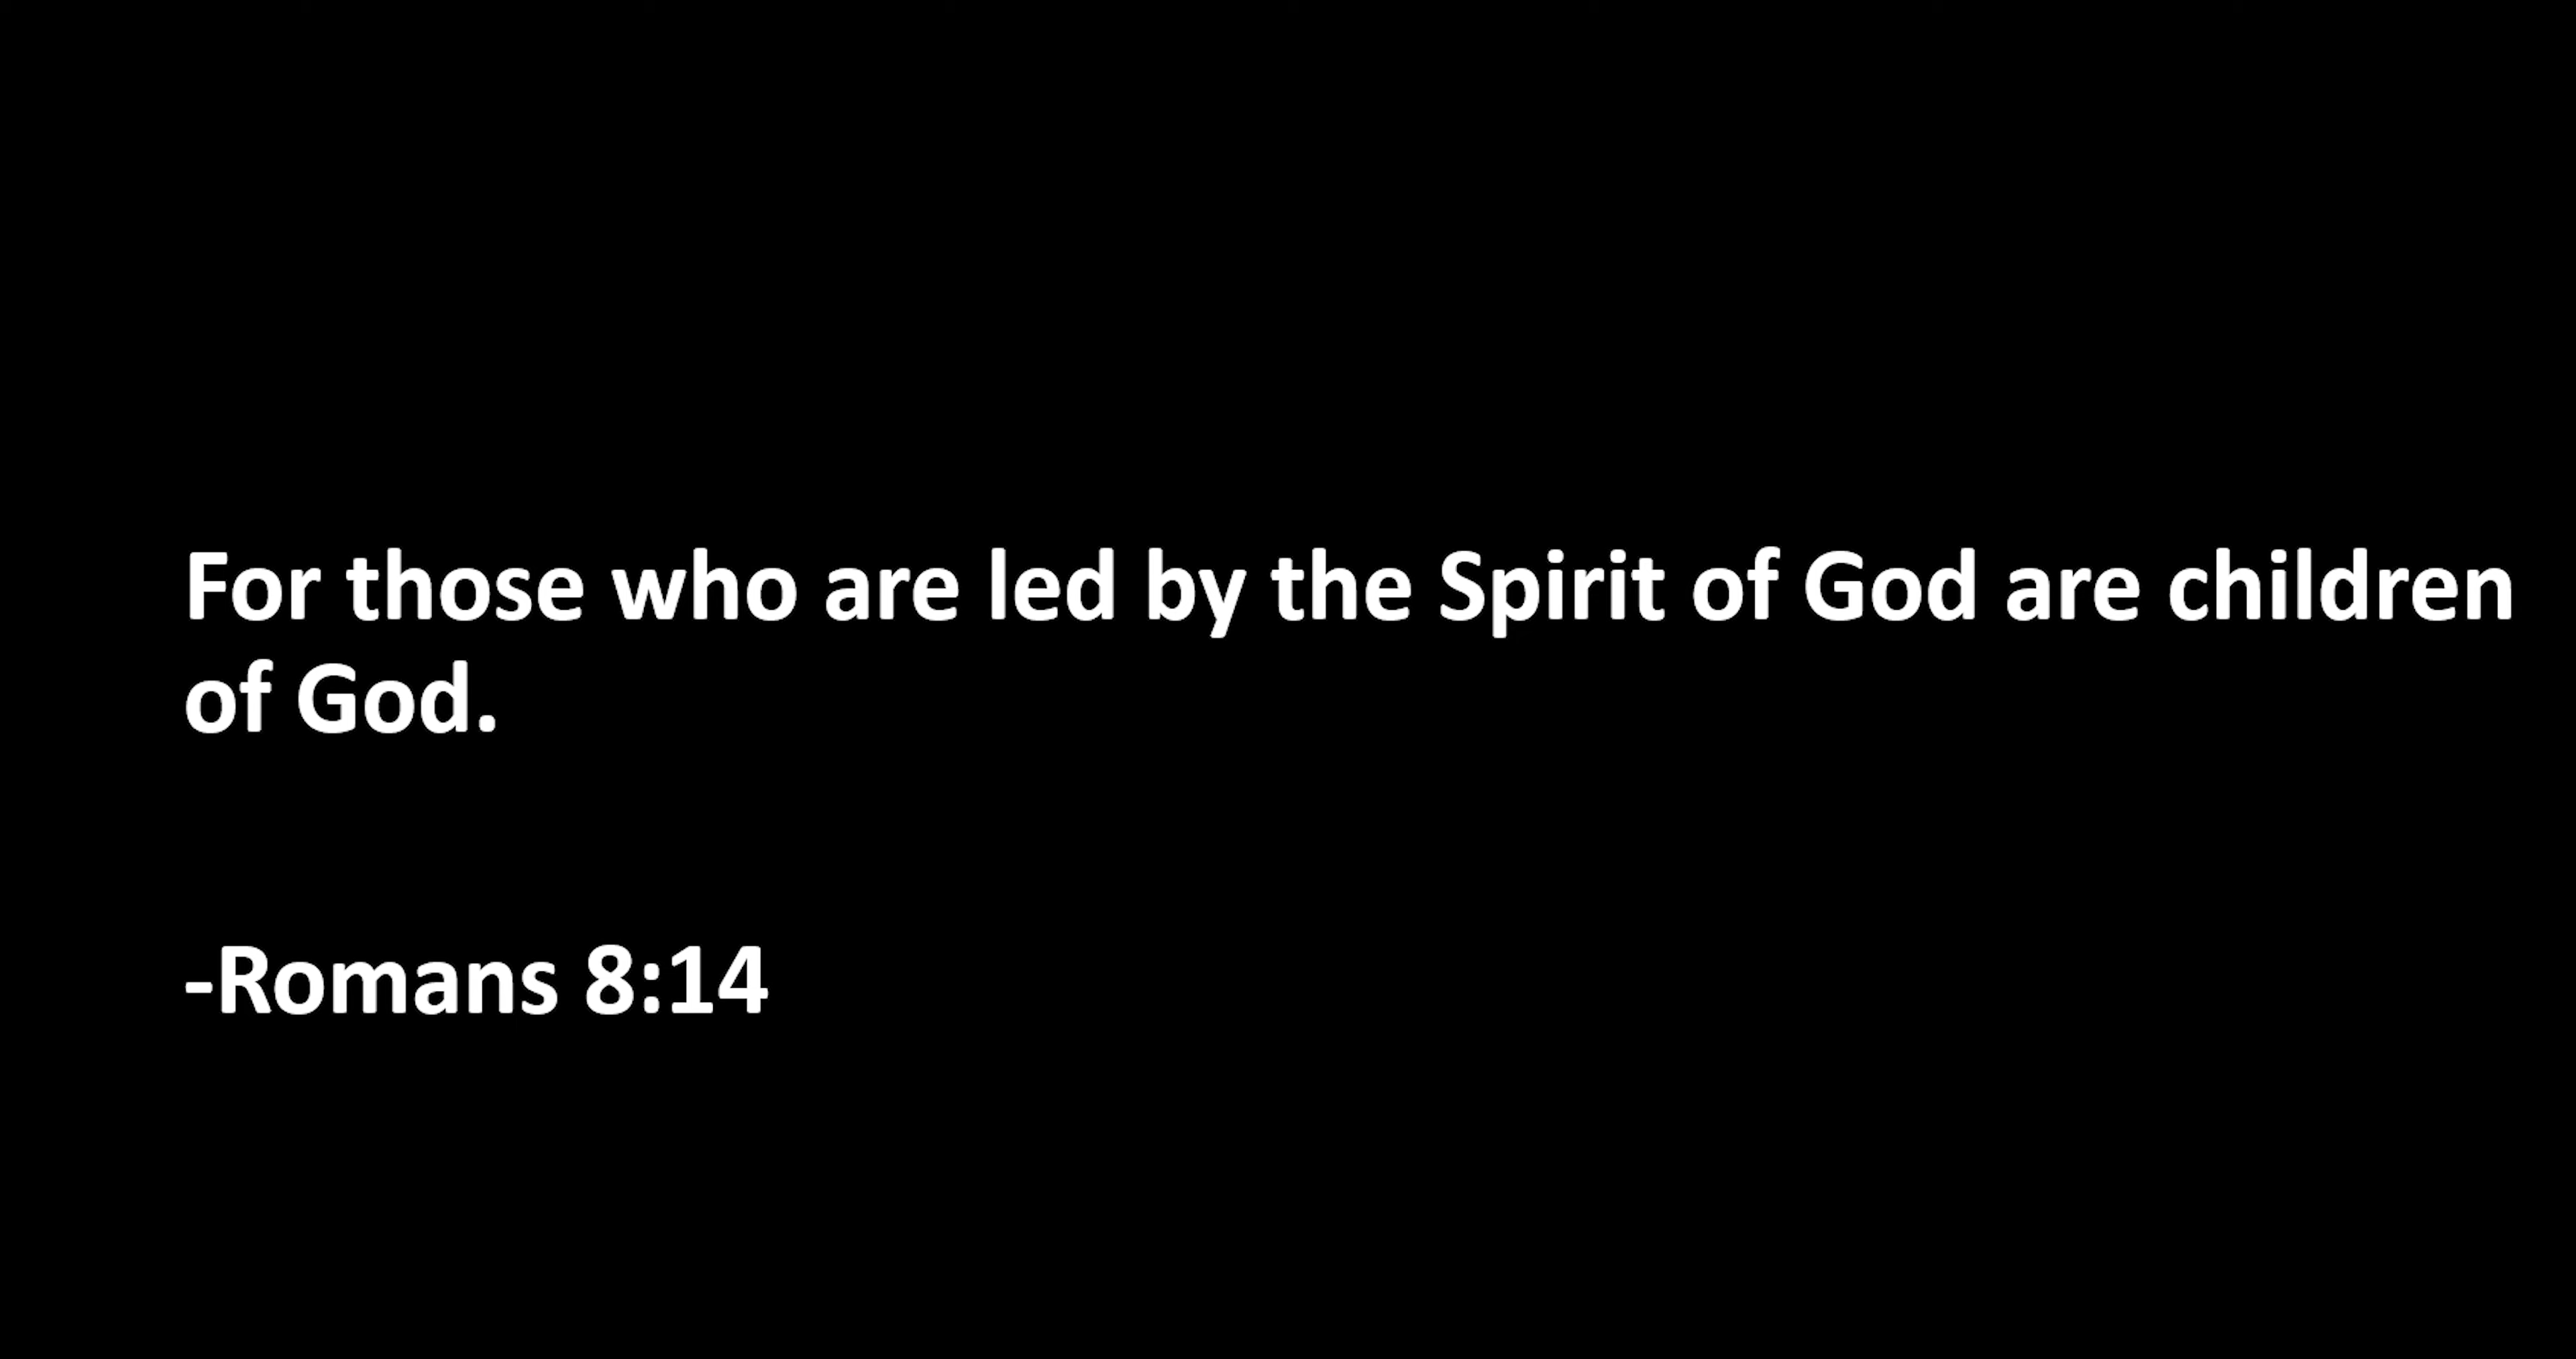 For those who are led by the Spirit of God are children
of God.
-Romans 8:14